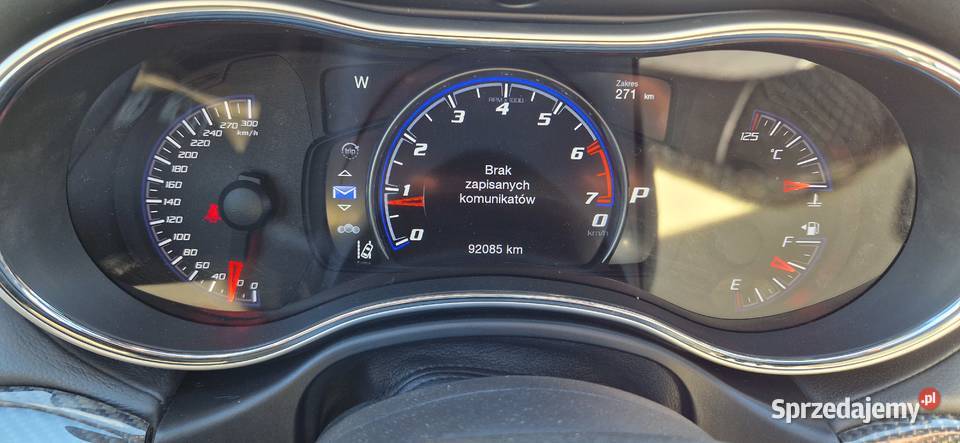 W
Zakres
271 km
300
270
240
220
200
180
160
140
120
100
80
60
40
0
km/h
trip
RPM x 1000
0
1
2
3
4
5
6
7
Brak
zapisanych
komunikatów
92085 km
P
0
km/h
125
°C
F
E
Sprzedajemy.pl